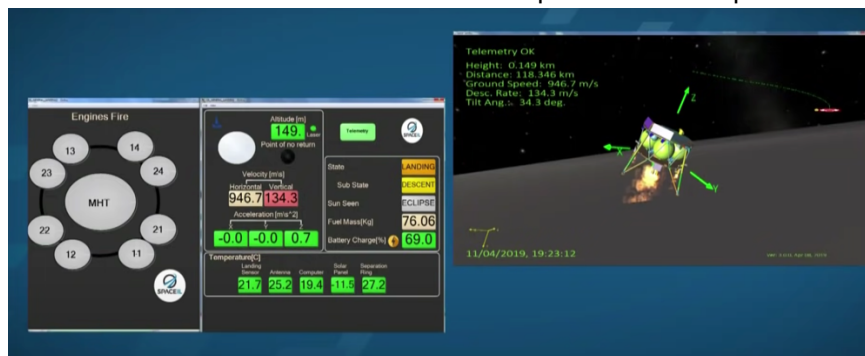 Engines Fire
13
14
23
24
MHT
22
21
12
11
SPACEIL
Altitude [m]
149.
Laser
Point of no return
Telemetry
SPACEIL
Velocity [m/s]
Horizontal Vertical
946.7 134.3
Acceleration [m/s^2]
X Y Z
-0.0 -0.0 0.7
State LANDING
Sub State DESCENT
Sun Seen ECLIPSE
Fuel Mass[Kg] 76.06
Battery Charge[%] 69.0
Temperature[C]
Landing Sensor
Antenna
Computer
Solar Panel
Separation Ring
21.7 25.2 19.4 -11.5 27.2
Telemetry OK
Height: 0.149 km
Distance: 118.346 km
Ground Speed: 946.7 m/s
Desc. Rate: 134.3 m/s
Tilt Ang.: 34.3 deg.
Z
X
Y
11/04/2019, 19:23:12